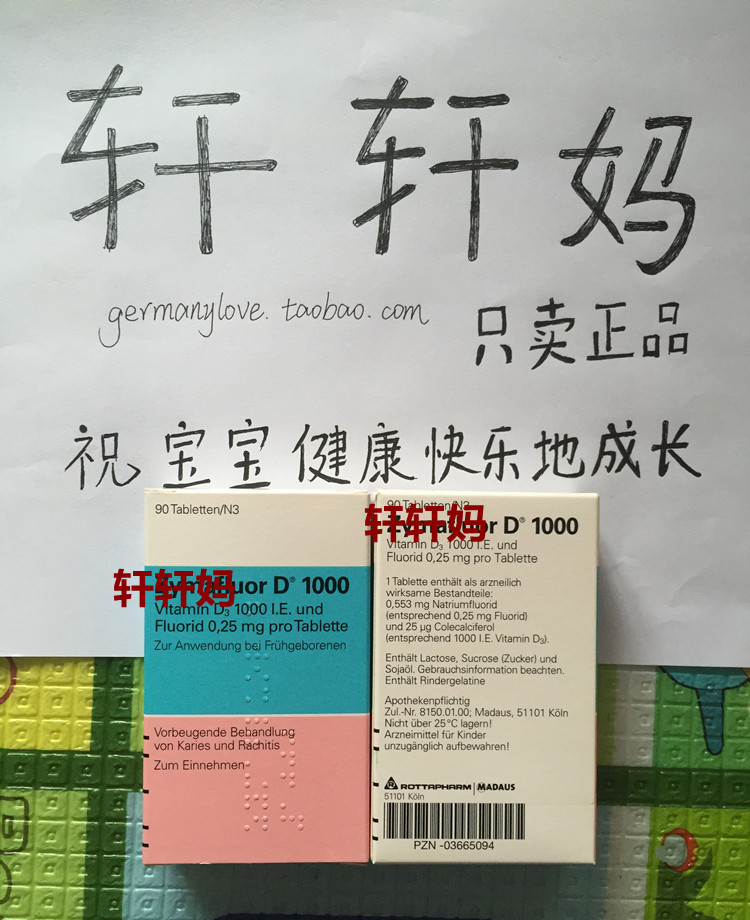 轩轩妈
germanylove.taobao.com
只卖正品
祝宝宝健康快乐地成长
90 Tabletten/N3
轩轩妈
Zymafluor D® 1000
Vitamin D₃ 1000 I.E. und
Fluorid 0,25 mg pro Tablette
Zur Anwendung bei Frühgeborenen
Vorbeugende Behandlung
von Karies und Rachitis
Zum Einnehmen
90 Tabletten/N3
轩轩妈
Zymafluor D® 1000
Vitamin D₃ 1000 I.E. und
Fluorid 0,25 mg pro Tablette
1 Tablette enthält als arzneilich
wirksame Bestandteile:
0,553 mg Natriumfluorid
(entsprechend 0,25 mg Fluorid)
und 25 µg Colecalciferol
(entsprechend 1000 I.E. Vitamin D₃).
Enthält Lactose, Sucrose (Zucker) und
Sojaöl. Gebrauchsinformation beachten.
Enthält Rindergelatine
Apothekenpflichtig
Zul.-Nr. 8150.01.00; Madaus, 51101 Köln
Nicht über 25°C lagern!
Arzneimittel für Kinder
unzugänglich aufbewahren!
ROTTAPHARM | MADAUS
51101 Köln
PZN -03665094